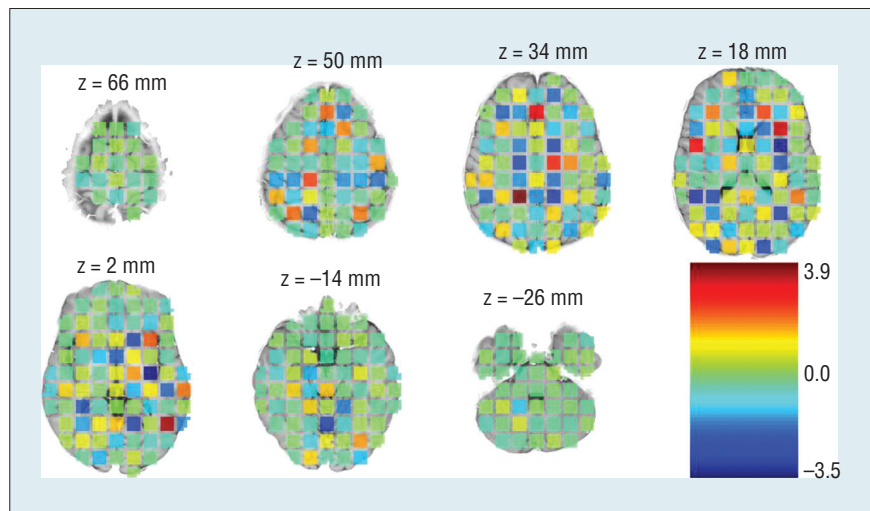 z = 66 mm
z = 50 mm
z = 34 mm
z = 18 mm
z = 2 mm
z = –14 mm
z = –26 mm
3.9
0.0
–3.5